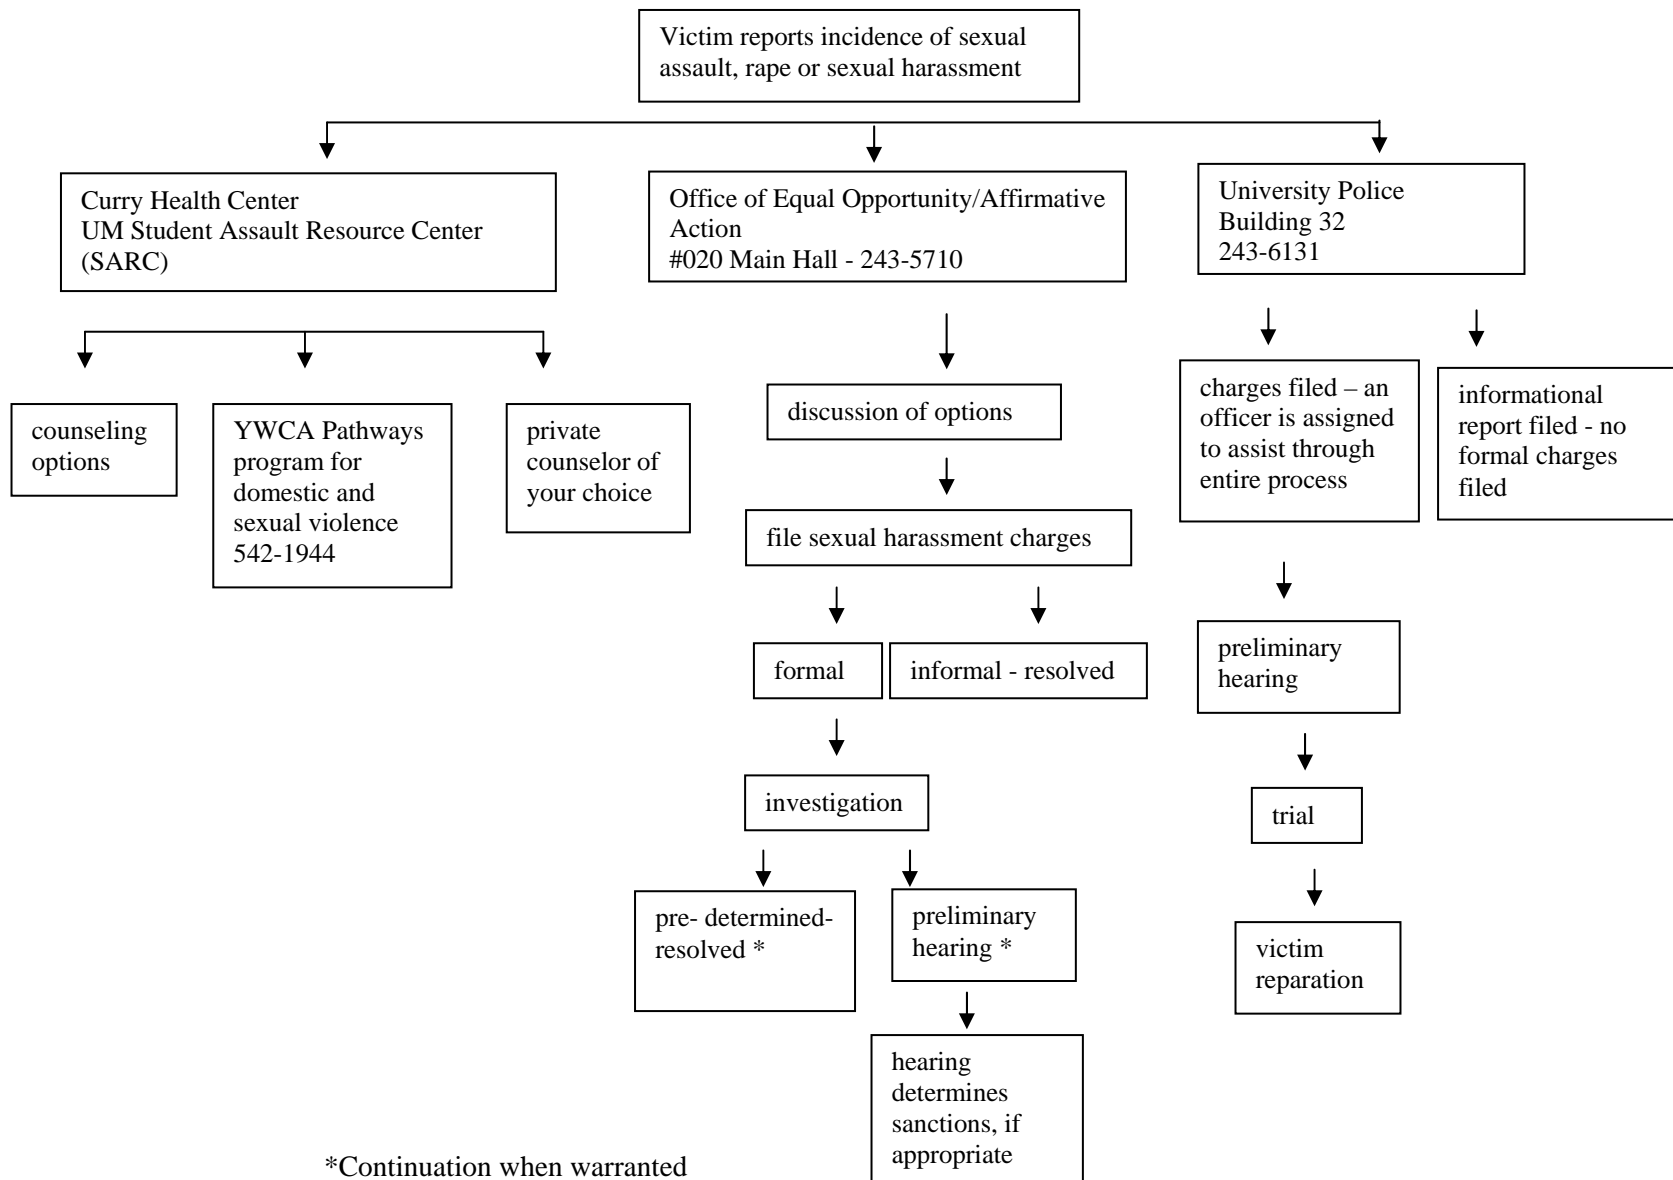 Victim reports incidence of sexual
assault, rape or sexual harassment
Curry Health Center
UM Student Assault Resource Center
(SARC)
Office of Equal Opportunity/Affirmative
Action
#020 Main Hall - 243-5710
University Police
Building 32
243-6131
counseling
options
YWCA Pathways
program for
domestic and
sexual violence
542-1944
private
counselor of
your choice
discussion of options
charges filed – an
officer is assigned
to assist through
entire process
informational
report filed - no
formal charges
filed
file sexual harassment charges
formal
informal - resolved
preliminary
hearing
investigation
trial
pre- determined-
resolved *
preliminary
hearing *
victim
reparation
hearing
determines
sanctions, if
appropriate
*Continuation when warranted